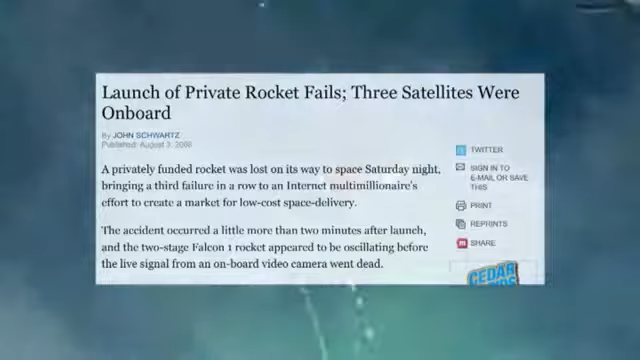 Launch of Private Rocket Fails; Three Satellites Were
Onboard
By JOHN SCHWARTZ
Published: August 3, 2008
A privately funded rocket was lost on its way to space Saturday night,
bringing a third failure in a row to an Internet multimillionaire's
effort to create a market for low-cost space-delivery.
The accident occurred a little more than two minutes after launch,
and the two-stage Falcon 1 rocket appeared to be oscillating before
the live signal from an on-board video camera went dead.
TWITTER
SIGN IN TO
E-MAIL OR SAVE
THIS
PRINT
REPRINTS
SHARE
CEDAR